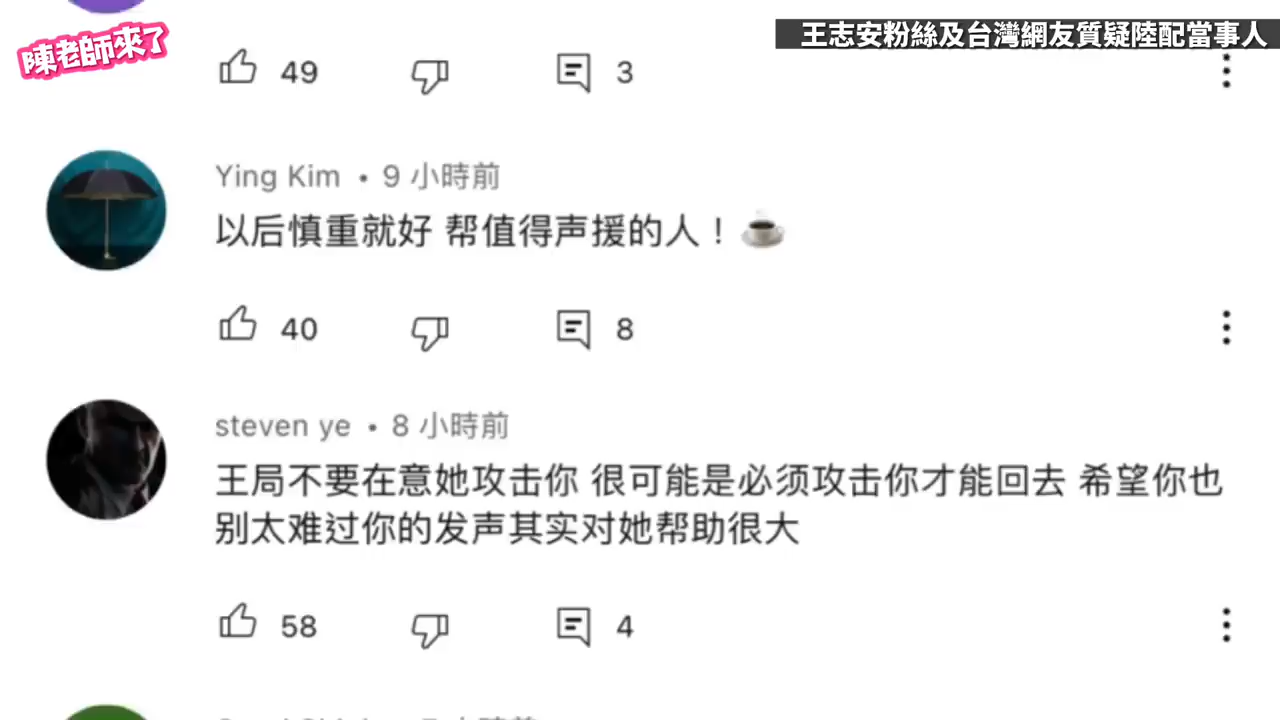 陳老師來了
王志安粉絲及台灣網友質疑陸配當事人
49
3
Ying Kim • 9 小時前
以后慎重就好 帮值得声援的人！
40
8
steven ye • 8 小時前
王局不要在意她攻击你 很可能是必须攻击你才能回去 希望你也
别太难过你的发声其实对她帮助很大
58
4